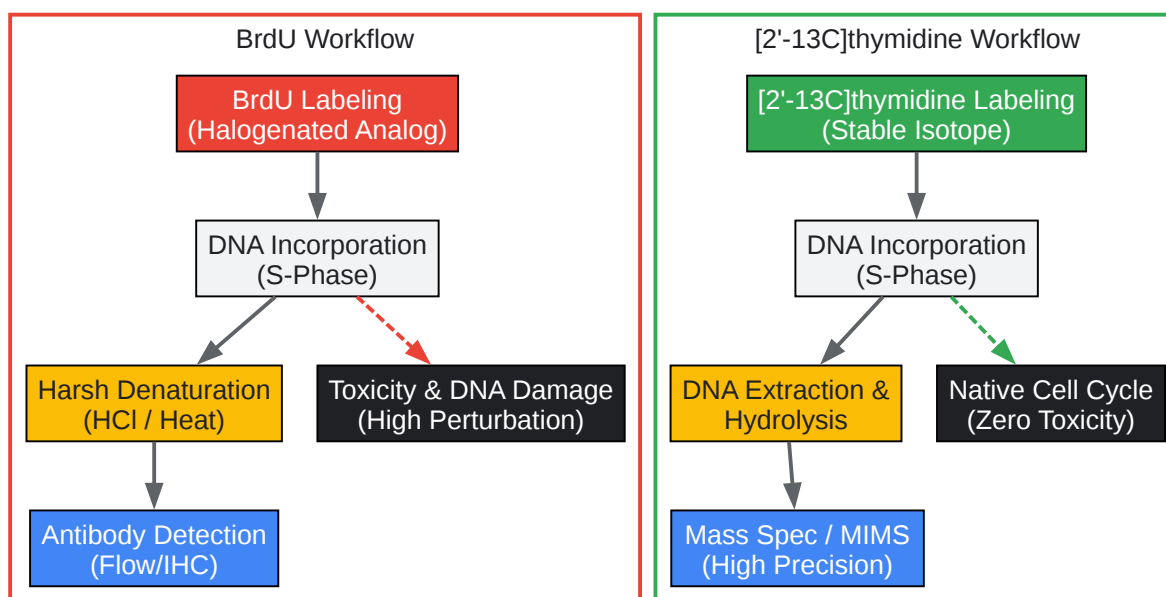 BrdU Workflow
BrdU Labeling
(Halogenated Analog)
DNA Incorporation
(S-Phase)
Harsh Denaturation
(HCl / Heat)
Toxicity & DNA Damage
(High Perturbation)
Antibody Detection
(Flow/IHC)
[2'-13C]thymidine Workflow
[2'-13C]thymidine Labeling
(Stable Isotope)
DNA Incorporation
(S-Phase)
DNA Extraction &
Hydrolysis
Native Cell Cycle
(Zero Toxicity)
Mass Spec / MIMS
(High Precision)